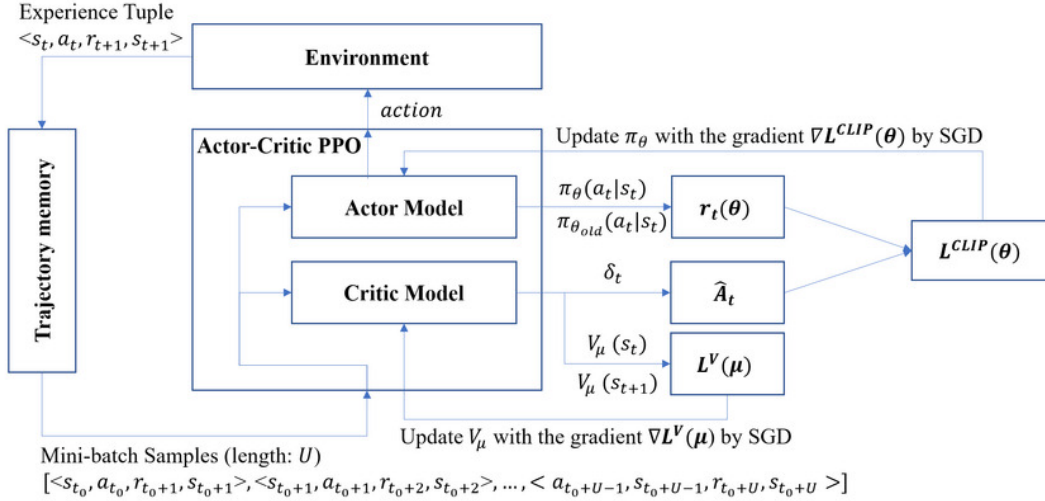 Experience Tuple
<s_t, a_t, r_{t+1}, s_{t+1}>
Environment
action
Trajectory memory
Actor-Critic PPO
Update π_θ with the gradient ∇L^{CLIP}(θ) by SGD
Actor Model
π_θ(a_t|s_t)
π_{θ_{old}}(a_t|s_t)
r_t(θ)
L^{CLIP}(θ)
Critic Model
δ_t
Â_t
V_μ (s_t)
V_μ (s_{t+1})
L^V(μ)
Update V_μ with the gradient ∇L^V(μ) by SGD
Mini-batch Samples (length: U)
[<s_{t_0}, a_{t_0}, r_{t_0+1}, s_{t_0+1}>, <s_{t_0+1}, a_{t_0+1}, r_{t_0+2}, s_{t_0+2}>, ..., < a_{t_0+U-1}, s_{t_0+U-1}, r_{t_0+U}, s_{t_0+U} >]